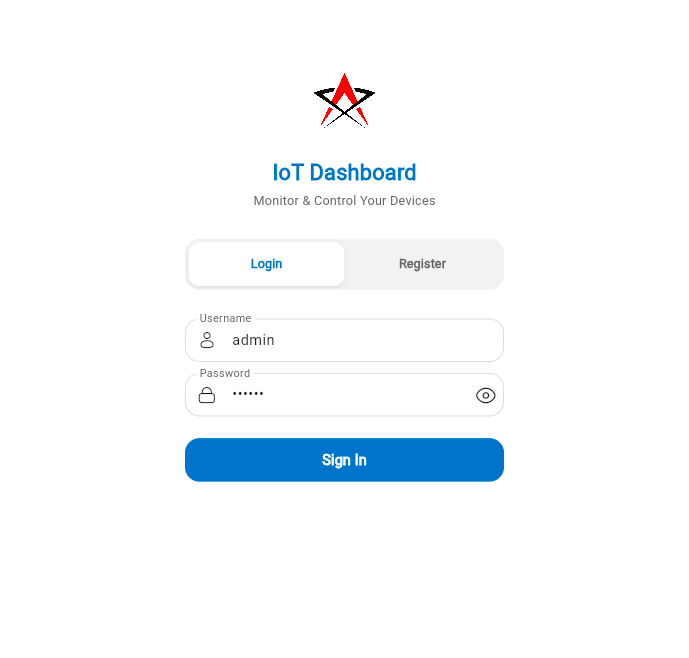 IoT Dashboard
Monitor & Control Your Devices
Login Register
Username
admin
Password
••••••
Sign In